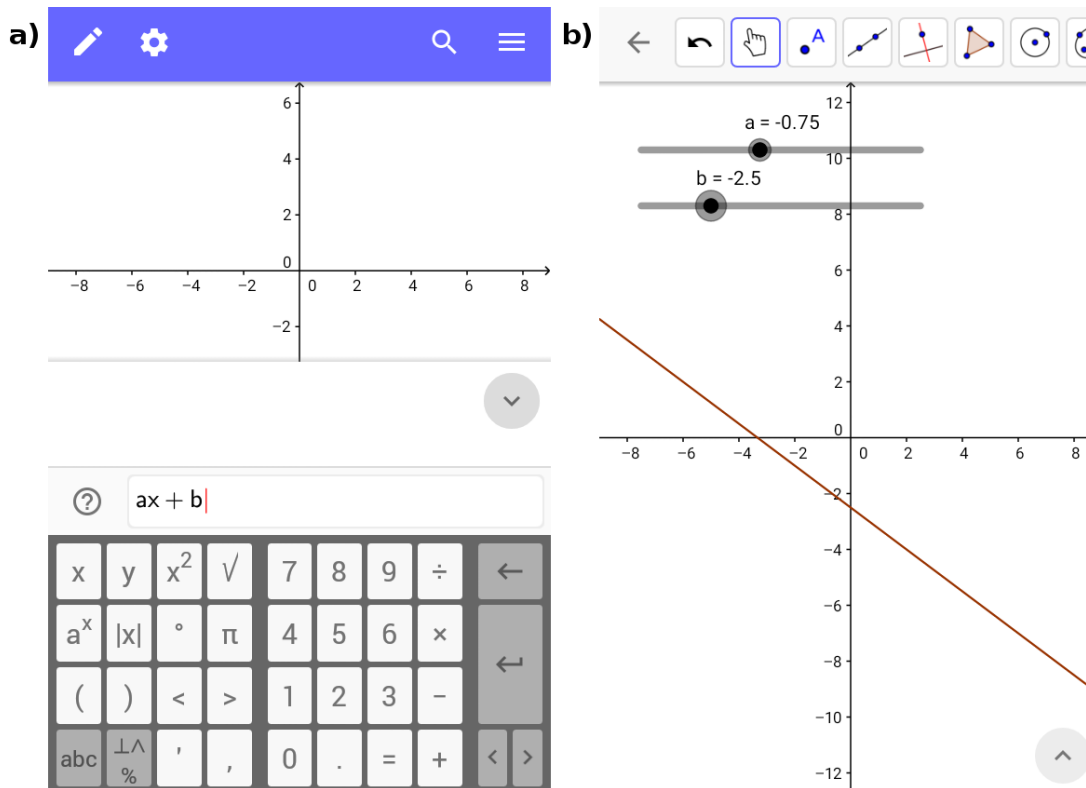 a)
6
4
2
0
−8 −6 −4 −2 0 2 4 6 8
−2
ax + b
x y x² √ 7 8 9 ÷ ←
aˣ |x| ° π 4 5 6 ×
( ) < > 1 2 3 −
abc ⊥∧ % ' , 0 . = + < >
b)
A
12
a = -0.75
10
b = -2.5
8
6
4
2
0
−8 −6 −4 −2 0 2 4 6 8
−2
−4
−6
−8
−10
−12